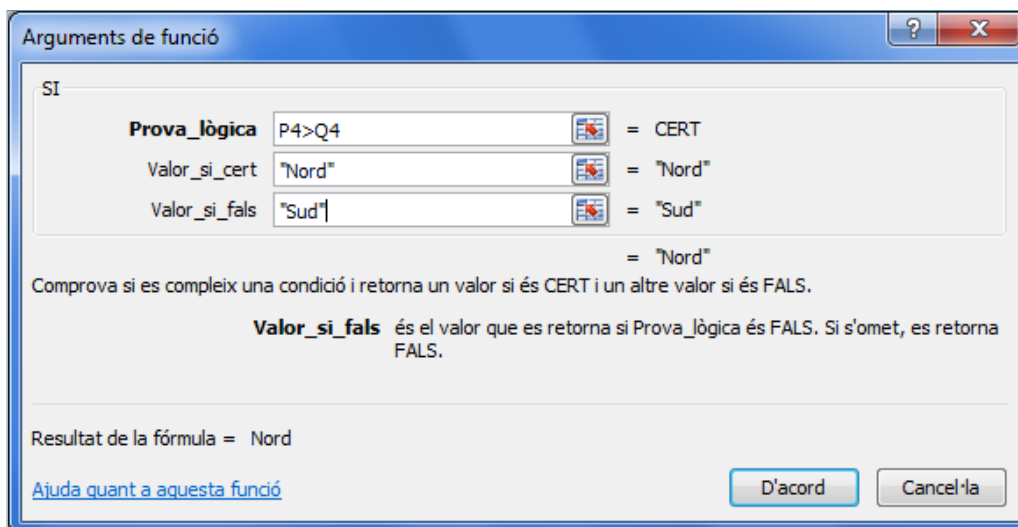 Arguments de funció
SI
Prova_lògica P4>Q4 = CERT
Valor_si_cert "Nord" = "Nord"
Valor_si_fals "Sud" = "Sud"
= "Nord"
Comprova si es compleix una condició i retorna un valor si és CERT i un altre valor si és FALS.
Valor_si_fals és el valor que es retorna si Prova_lògica és FALS. Si s'omet, es retorna
FALS.
Resultat de la fórmula = Nord
Ajuda quant a aquesta funció D'acord Cancel·la